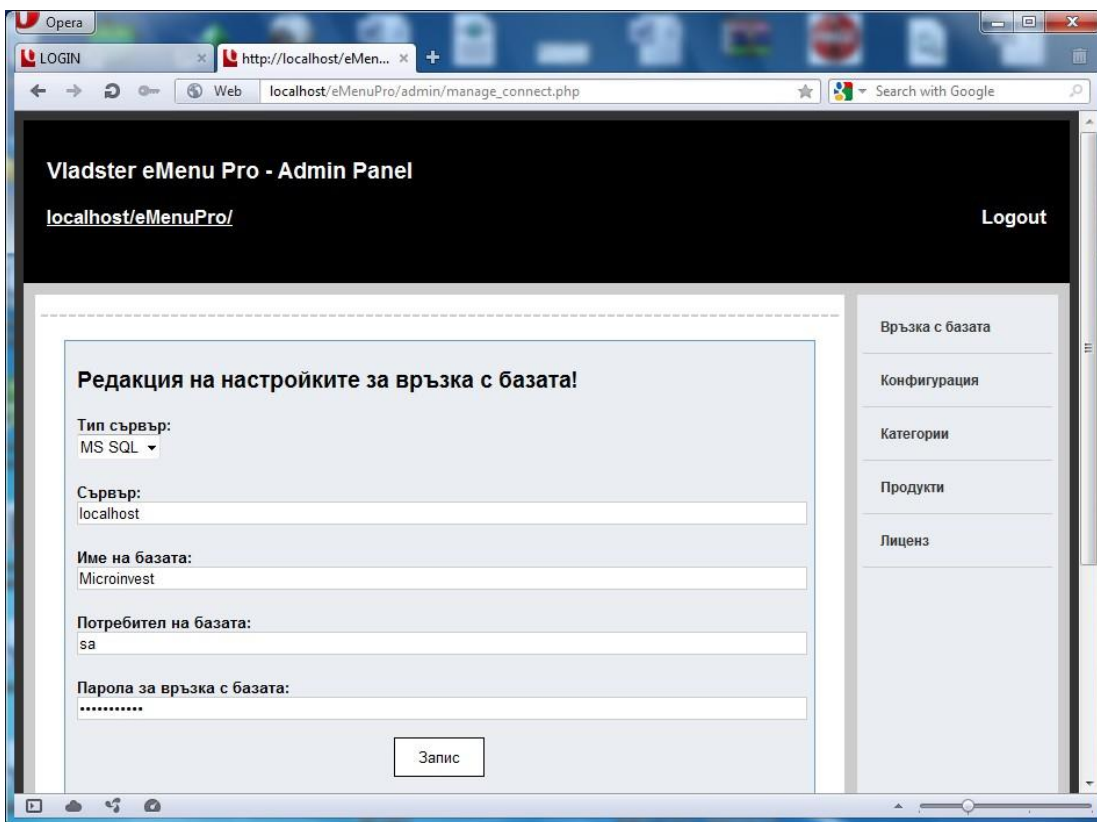 Opera
LOGIN
http://localhost/eMen...
Web
localhost/eMenuPro/admin/manage_connect.php
Search with Google
Vladster eMenu Pro - Admin Panel
localhost/eMenuPro/
Logout
Редакция на настройките за връзка с базата!
Тип сървър:
MS SQL
Сървър:
localhost
Име на базата:
Microinvest
Потребител на базата:
sa
Парола за връзка с базата:
•••••••••••
Запис
Връзка с базата
Конфигурация
Категории
Продукти
Лиценз